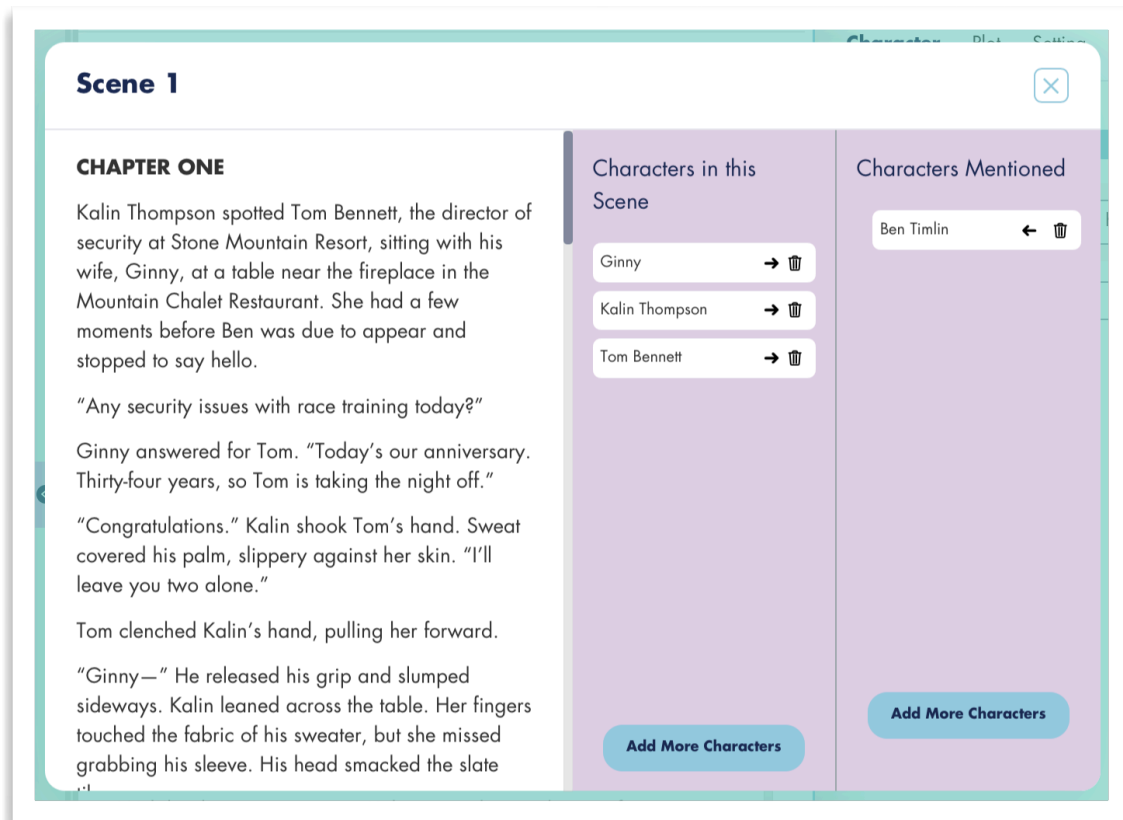 Character Plot Setting
Scene 1
CHAPTER ONE
Kalin Thompson spotted Tom Bennett, the director of
security at Stone Mountain Resort, sitting with his
wife, Ginny, at a table near the fireplace in the
Mountain Chalet Restaurant. She had a few
moments before Ben was due to appear and
stopped to say hello.
“Any security issues with race training today?”
Ginny answered for Tom. “Today’s our anniversary.
Thirty-four years, so Tom is taking the night off.”
“Congratulations.” Kalin shook Tom’s hand. Sweat
covered his palm, slippery against her skin. “I’ll
leave you two alone.”
Tom clenched Kalin’s hand, pulling her forward.
“Ginny—” He released his grip and slumped
sideways. Kalin leaned across the table. Her fingers
touched the fabric of his sweater, but she missed
grabbing his sleeve. His head smacked the slate
Characters in this
Scene
Ginny
Kalin Thompson
Tom Bennett
Add More Characters
Characters Mentioned
Ben Timlin
Add More Characters